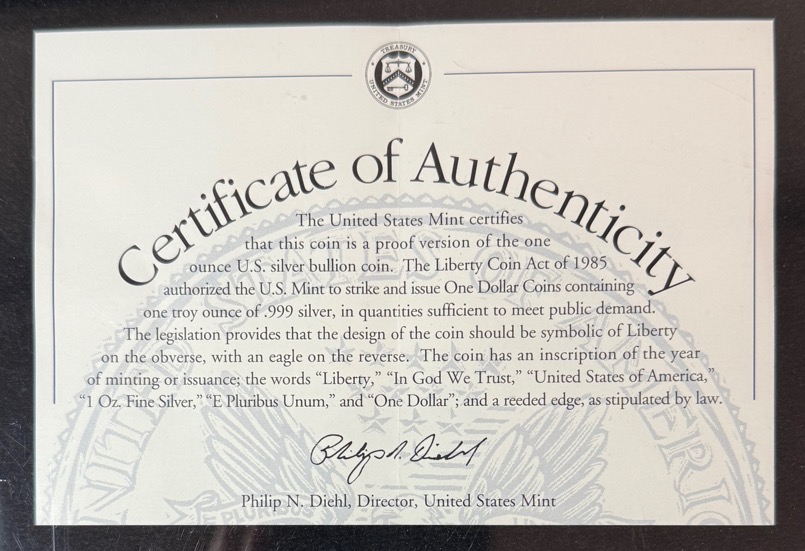 TREASURY
UNITED STATES MINT
Certificate of Authenticity
The United States Mint certifies
that this coin is a proof version of the one
ounce U.S. silver bullion coin. The Liberty Coin Act of 1985
authorized the U.S. Mint to strike and issue One Dollar Coins containing
one troy ounce of .999 silver, in quantities sufficient to meet public demand.
The legislation provides that the design of the coin should be symbolic of Liberty
on the obverse, with an eagle on the reverse. The coin has an inscription of the year
of minting or issuance; the words “Liberty,” “In God We Trust,” “United States of America,”
“1 Oz. Fine Silver,” “E Pluribus Unum,” and “One Dollar”; and a reeded edge, as stipulated by law.
Philip N. Diehl
Philip N. Diehl, Director, United States Mint